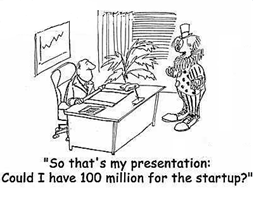 "So that's my presentation:
Could I have 100 million for the startup?"